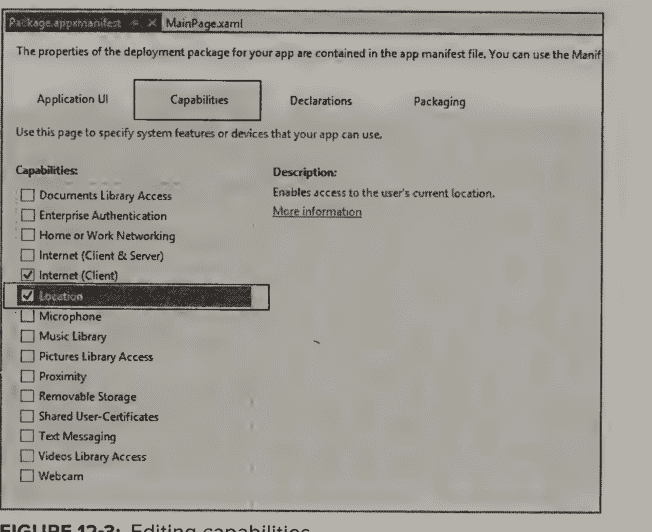 Package.appxmanifest MainPage.xaml
The properties of the deployment package for your app are contained in the app manifest file. You can use the Manif
Application UI Capabilities Declarations Packaging
Use this page to specify system features or devices that your app can use.
Capabilities: Description:
Documents Library Access Enables access to the user's current location.
Enterprise Authentication More information
Home or Work Networking
Internet (Client & Server)
Internet (Client)
Location
Microphone
Music Library
Pictures Library Access
Proximity
Removable Storage
Shared User-Certificates
Text Messaging
Videos Library Access
Webcam
FIGURE 12-3: Editing capabilities